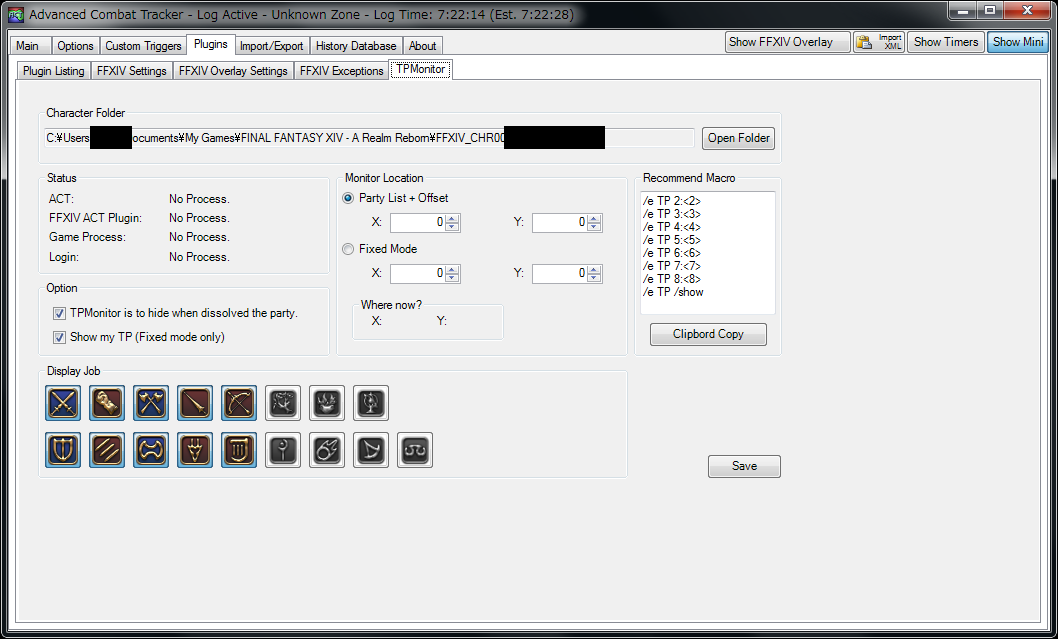 Advanced Combat Tracker - Log Active - Unknown Zone - Log Time: 7:22:14 (Est. 7:22:28)
Main Options Custom Triggers Plugins Import/Export History Database About Show FFXIV Overlay Import XML Show Timers Show Mini
Plugin Listing FFXIV Settings FFXIV Overlay Settings FFXIV Exceptions TPMonitor
Character Folder
C:¥Users ocuments¥My Games¥FINAL FANTASY XIV - A Realm Reborn¥FFXIV_CHR00 Open Folder
Status
ACT: No Process.
FFXIV ACT Plugin: No Process.
Game Process: No Process.
Login: No Process.
Option
TPMonitor is to hide when dissolved the party.
Show my TP (Fixed mode only)
Monitor Location
Party List + Offset
X: 0 Y: 0
Fixed Mode
X: 0 Y: 0
Where now?
X: Y:
Recommend Macro
/e TP 2:<2>
/e TP 3:<3>
/e TP 4:<4>
/e TP 5:<5>
/e TP 6:<6>
/e TP 7:<7>
/e TP 8:<8>
/e TP /show
Clipbord Copy
Display Job
Save